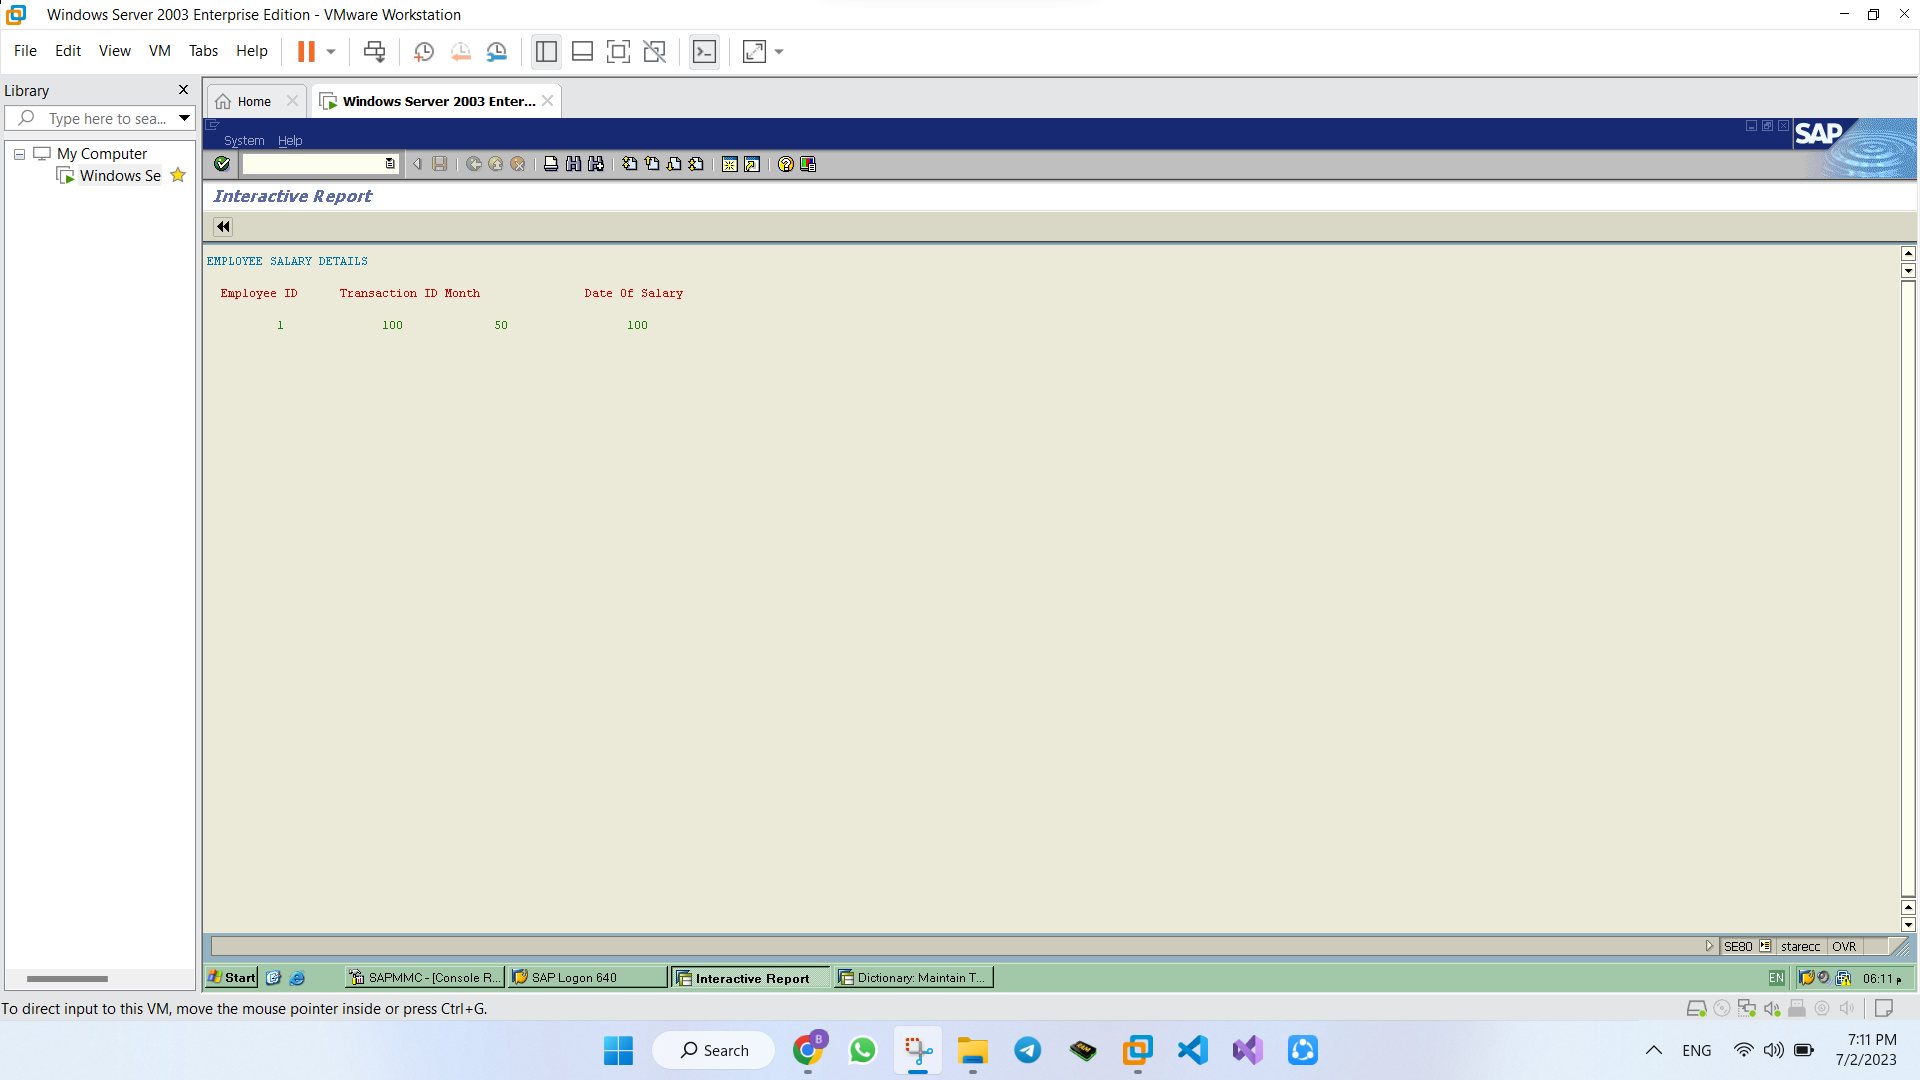 Windows Server 2003 Enterprise Edition - VMware Workstation
File Edit View VM Tabs Help
Library
Type here to sea...
My Computer
Windows Se
Home
Windows Server 2003 Enter...
System Help
SAP
Interactive Report
EMPLOYEE SALARY DETAILS
Employee ID Transaction ID Month Date Of Salary
1 100 50 100
SE80 starecc OVR
Start SAPMMC - [Console R... SAP Logon 640 Interactive Report Dictionary: Maintain T... EN 06:11 م
To direct input to this VM, move the mouse pointer inside or press Ctrl+G.
Search
B
ENG
7:11 PM
7/2/2023